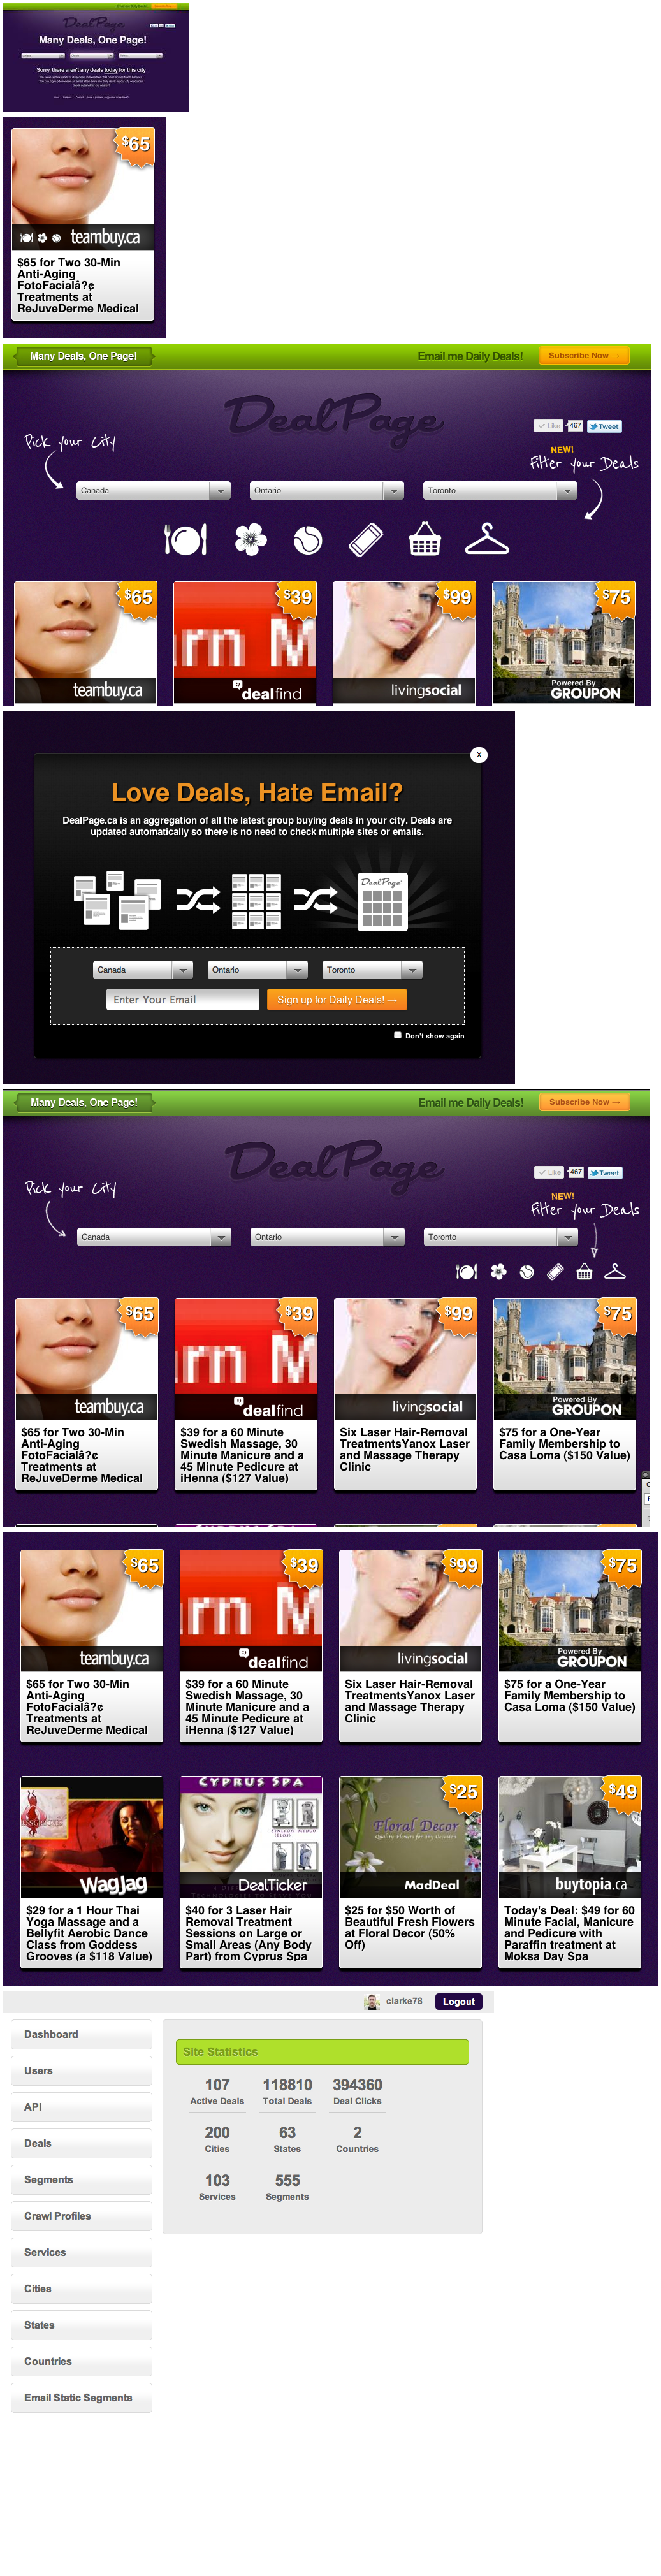 DealPage
Many Deals, One Page!
Sorry, there aren't any deals today for this city
$65
teambuy.ca
$65 for Two 30-Min
Anti-Aging
FotoFacialâ?¢
Treatments at
ReJuveDerme Medical
Many Deals, One Page!
Email me Daily Deals!
Subscribe Now →
DealPage
Like
467
Tweet
Pick your City
NEW!
Filter your Deals
Canada
Ontario
Toronto
$65
$39
$99
$75
rn M
teambuy.ca
dealfind
livingsocial
Powered By
GROUPON
x
Love Deals, Hate Email?
DealPage.ca is an aggregation of all the latest group buying deals in your city. Deals are
updated automatically so there is no need to check multiple sites or emails.
DealPage
Canada
Ontario
Toronto
Enter Your Email
Sign up for Daily Deals! →
Don't show again
Many Deals, One Page!
Email me Daily Deals!
Subscribe Now →
DealPage
Like
467
Tweet
Pick your City
NEW!
Filter your Deals
Canada
Ontario
Toronto
$65
$39
$99
$75
rn M
teambuy.ca
dealfind
livingsocial
Powered By
GROUPON
$65 for Two 30-Min
Anti-Aging
FotoFacialâ?¢
Treatments at
ReJuveDerme Medical
$39 for a 60 Minute
Swedish Massage, 30
Minute Manicure and a
45 Minute Pedicure at
iHenna ($127 Value)
Six Laser Hair-Removal
TreatmentsYanox Laser
and Massage Therapy
Clinic
$75 for a One-Year
Family Membership to
Casa Loma ($150 Value)
$65
$39
$99
$75
rn M
teambuy.ca
dealfind
livingsocial
Powered By
GROUPON
$65 for Two 30-Min
Anti-Aging
FotoFacialâ?¢
Treatments at
ReJuveDerme Medical
$39 for a 60 Minute
Swedish Massage, 30
Minute Manicure and a
45 Minute Pedicure at
iHenna ($127 Value)
Six Laser Hair-Removal
TreatmentsYanox Laser
and Massage Therapy
Clinic
$75 for a One-Year
Family Membership to
Casa Loma ($150 Value)
WagJag
$29 for a 1 Hour Thai
Yoga Massage and a
Bellyfit Aerobic Dance
Class from Goddess
Grooves (a $118 Value)
CYPRUS SPA
DealTicker
$40 for 3 Laser Hair
Removal Treatment
Sessions on Large or
Small Areas (Any Body
Part) from Cyprus Spa
$25
Floral Decor
Quality Flowers for any Occasion
MadDeal
$25 for $50 Worth of
Beautiful Fresh Flowers
at Floral Decor (50%
Off)
$49
buytopia.ca
Today's Deal: $49 for 60
Minute Facial, Manicure
and Pedicure with
Paraffin treatment at
Moksa Day Spa
clarke78
Logout
Dashboard
Users
API
Deals
Segments
Crawl Profiles
Services
Cities
States
Countries
Email Static Segments
Site Statistics
107
Active Deals
118810
Total Deals
394360
Deal Clicks
200
Cities
63
States
2
Countries
103
Services
555
Segments